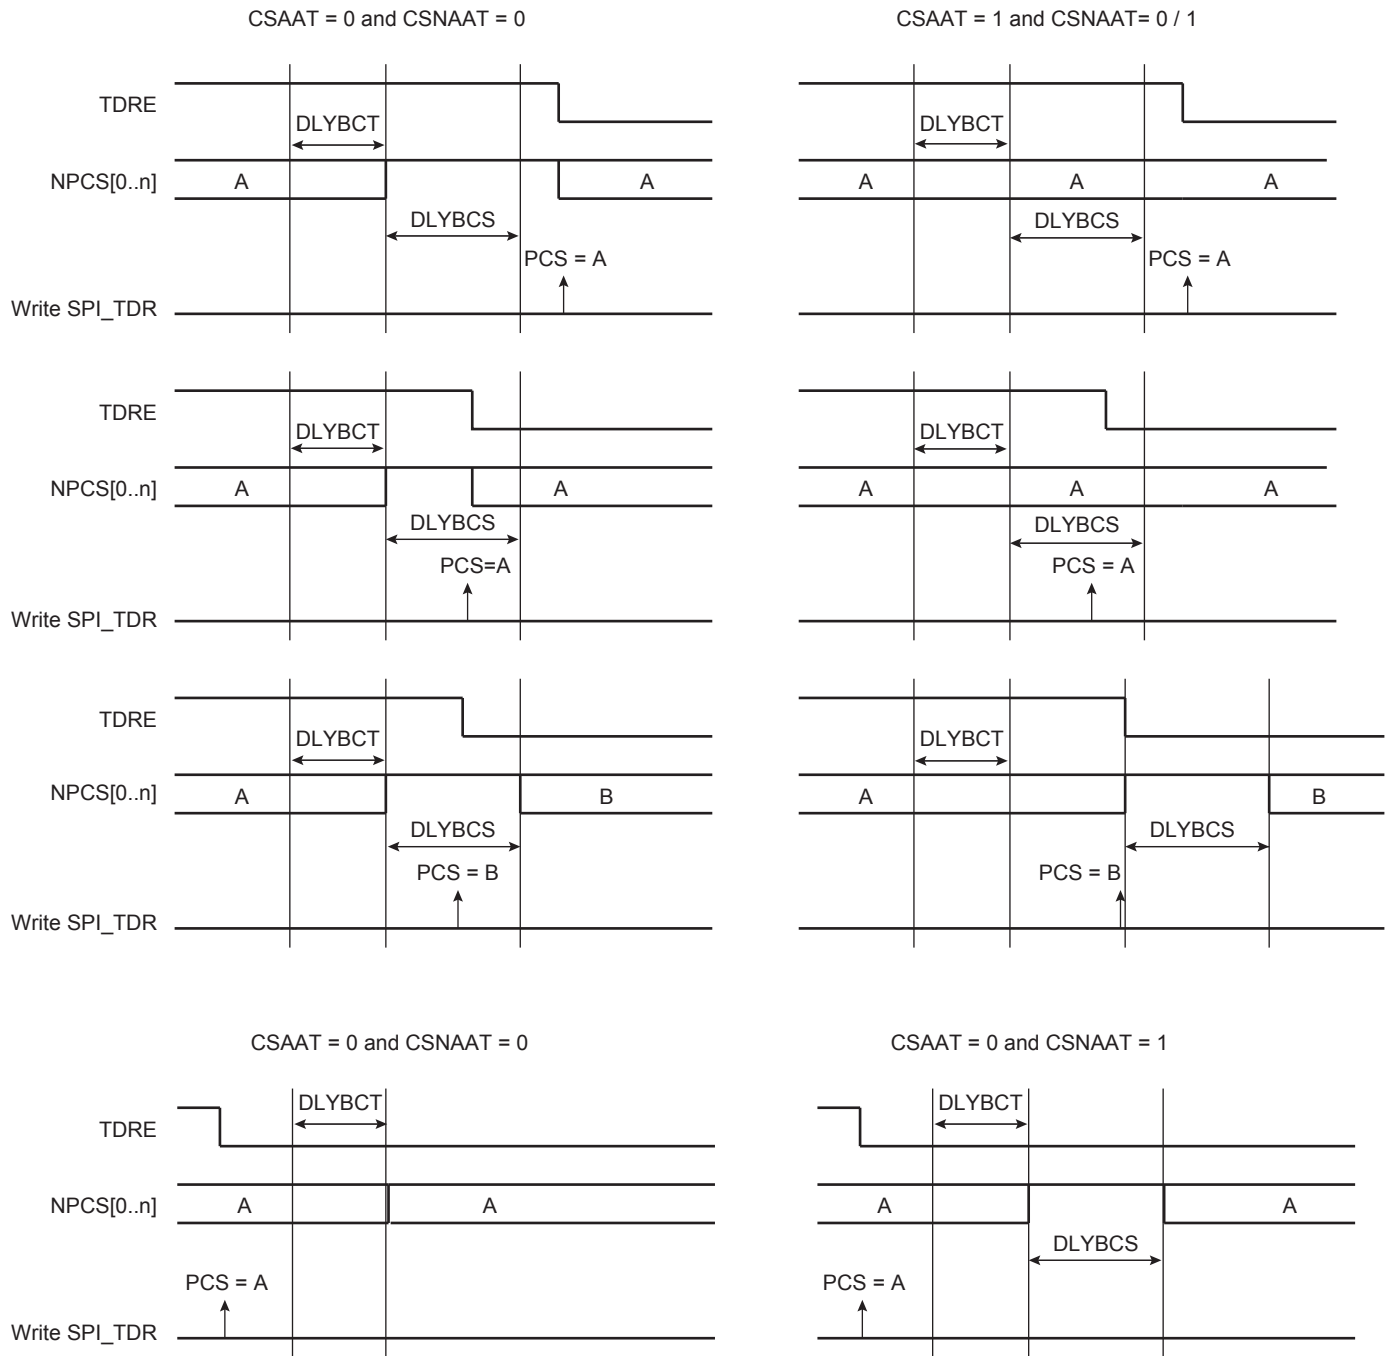 CSAAT = 0 and CSNAAT = 0
CSAAT = 1 and CSNAAT= 0 / 1
TDRE
DLYBCT
DLYBCT
NPCS[0..n]
A
A
A
A
A
DLYBCS
DLYBCS
PCS = A
PCS = A
Write SPI_TDR
TDRE
DLYBCT
DLYBCT
NPCS[0..n]
A
A
A
A
A
DLYBCS
DLYBCS
PCS=A
PCS = A
Write SPI_TDR
TDRE
DLYBCT
DLYBCT
NPCS[0..n]
A
B
A
B
DLYBCS
DLYBCS
PCS = B
PCS = B
Write SPI_TDR
CSAAT = 0 and CSNAAT = 0
CSAAT = 0 and CSNAAT = 1
DLYBCT
DLYBCT
TDRE
NPCS[0..n]
A
A
A
A
DLYBCS
PCS = A
PCS = A
Write SPI_TDR